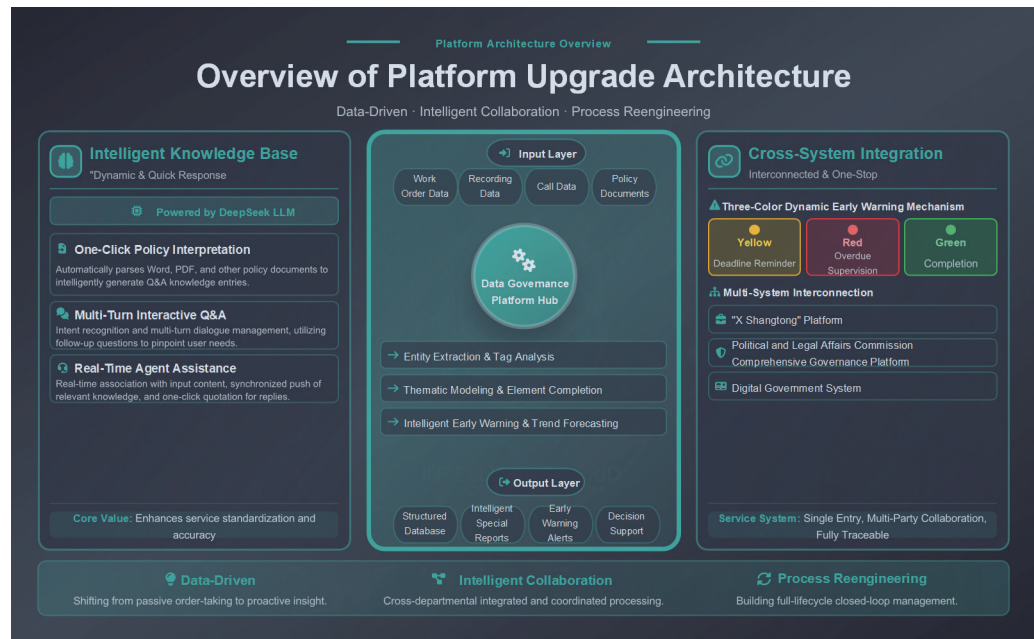 Platform Architecture Overview
Overview of Platform Upgrade Architecture
Data-Driven · Intelligent Collaboration · Process Reengineering
Intelligent Knowledge Base
"Dynamic & Quick Response
Powered by DeepSeek LLM
One-Click Policy Interpretation
Automatically parses Word, PDF, and other policy documents to
intelligently generate Q&A knowledge entries.
Multi-Turn Interactive Q&A
Intent recognition and multi-turn dialogue management, utilizing
follow-up questions to pinpoint user needs.
Real-Time Agent Assistance
Real-time association with input content, synchronized push of
relevant knowledge, and one-click quotation for replies.
Core Value: Enhances service standardization and
accuracy
Input Layer
Work
Order Data
Recording
Data
Call Data
Policy
Documents
Data Governance
Platform Hub
Entity Extraction & Tag Analysis
Thematic Modeling & Element Completion
Intelligent Early Warning & Trend Forecasting
Output Layer
Structured
Database
Intelligent
Special
Reports
Early
Warning
Alerts
Decision
Support
Cross-System Integration
Interconnected & One-Stop
Three-Color Dynamic Early Warning Mechanism
Yellow
Deadline Reminder
Red
Overdue
Supervision
Green
Completion
Multi-System Interconnection
"X Shangtong" Platform
Political and Legal Affairs Commission
Comprehensive Governance Platform
Digital Government System
Service System: Single Entry, Multi-Party Collaboration,
Fully Traceable
Data-Driven
Shifting from passive order-taking to proactive insight.
Intelligent Collaboration
Cross-departmental integrated and coordinated processing.
Process Reengineering
Building full-lifecycle closed-loop management.